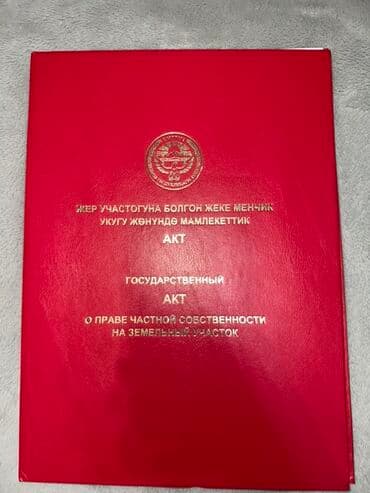 ЖЕР УЧАСТОГУНА БОЛГОН ЖЕКЕ МЕНЧИК
УКУГУ ЖӨНҮНДӨ МАМЛЕКЕТТИК
АКТ
ГОСУДАРСТВЕННЫЙ
АКТ
О ПРАВЕ ЧАСТНОЙ СОБСТВЕННОСТИ
НА ЗЕМЕЛЬНЫЙ УЧАСТОК